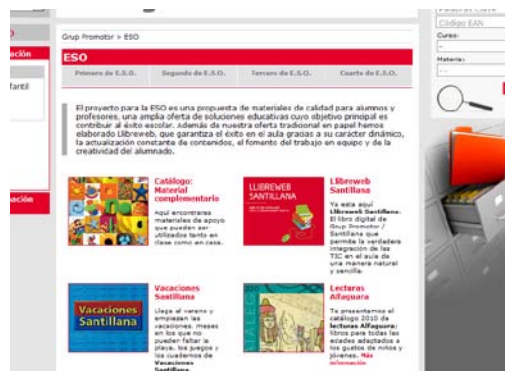 Código EAN
Curso:
Materia:
ación
fantil
ación
Grup Promotor > ESO
ESO
Primero de E.S.O.
Segundo de E.S.O.
Tercero de E.S.O.
Cuarto de E.S.O.
El proyecto para la ESO es una propuesta de materiales de calidad para alumnos y
profesores, una amplia oferta de soluciones educativas cuyo objetivo principal es
contribuir al éxito escolar. Además de nuestra oferta tradicional en papel hemos
elaborado Llibreweb, que garantiza el éxito en el aula gracias a su carácter dinámico,
la actualización constante de contenidos, el fomento del trabajo en equipo y de la
creatividad del alumnado.
Catálogo:
Material
complementario
Aquí encontraras
materiales de apoyo
que pueden ser
utilizados tanto en
clase como en casa.
LLIBREWEB
SANTILLANA
Llibreweb
Santillana
Ya esta aquí
Llibreweb Santillana.
El libro digital de
Grup Promotor /
Santillana que
permite la verdadera
integración de las
TIC en el aula de
una manera natural
y sencilla.
Vacaciones
Santillana
Vacaciones
Santillana
Llega el verano y
empiezan las
vacaciones, meses
en los que no
pueden faltar la
playa, los juegos y
los cuadernos de
Vacaciones
Santillana.
Lecturas
Alfaguara
Te presentamos el
catálogo 2010 de
lecturas Alfaguara:
libros para todas las
edades adaptados a
los gustos de niños y
jóvenes. Más
información